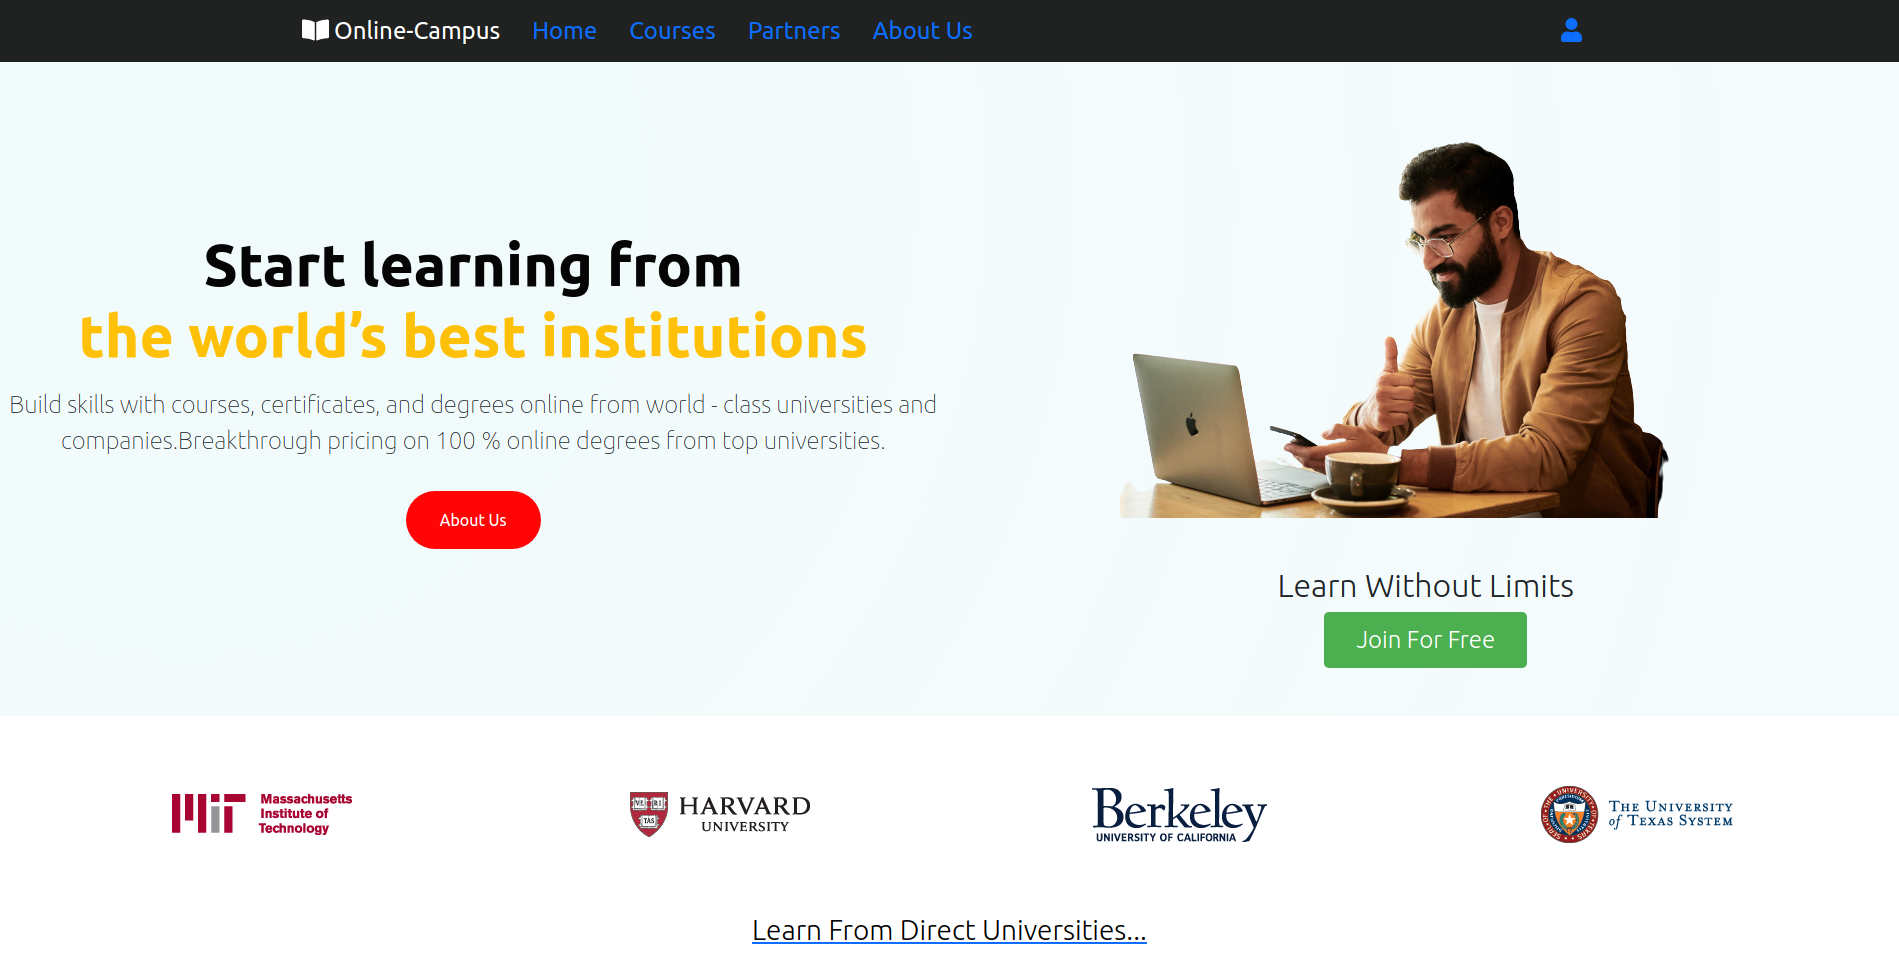 Online-Campus Home Courses Partners About Us
Start learning from
the world’s best institutions
Build skills with courses, certificates, and degrees online from world - class universities and
companies.Breakthrough pricing on 100 % online degrees from top universities.
About Us
Learn Without Limits
Join For Free
Massachusetts
Institute of
Technology
VE RI
TAS
HARVARD
UNIVERSITY
Berkeley
UNIVERSITY OF CALIFORNIA
THE UNIVERSITY
of TEXAS SYSTEM
Learn From Direct Universities...